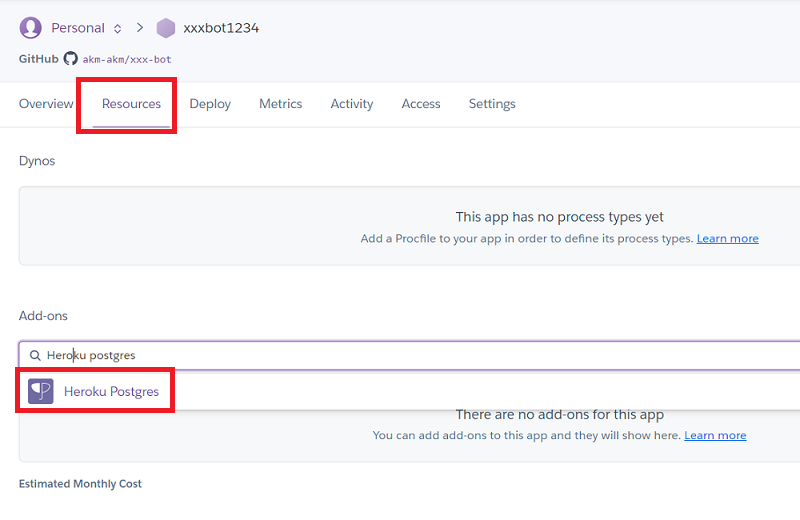 Personal xxxbot1234
GitHub akm-akm/xxx-bot
Overview Resources Deploy Metrics Activity Access Settings
Dynos
This app has no process types yet
Add a Procfile to your app in order to define its process types. Learn more
Add-ons
Heroku postgres
Heroku Postgres
There are no add-ons for this app
You can add add-ons to this app and they will show here. Learn more
Estimated Monthly Cost